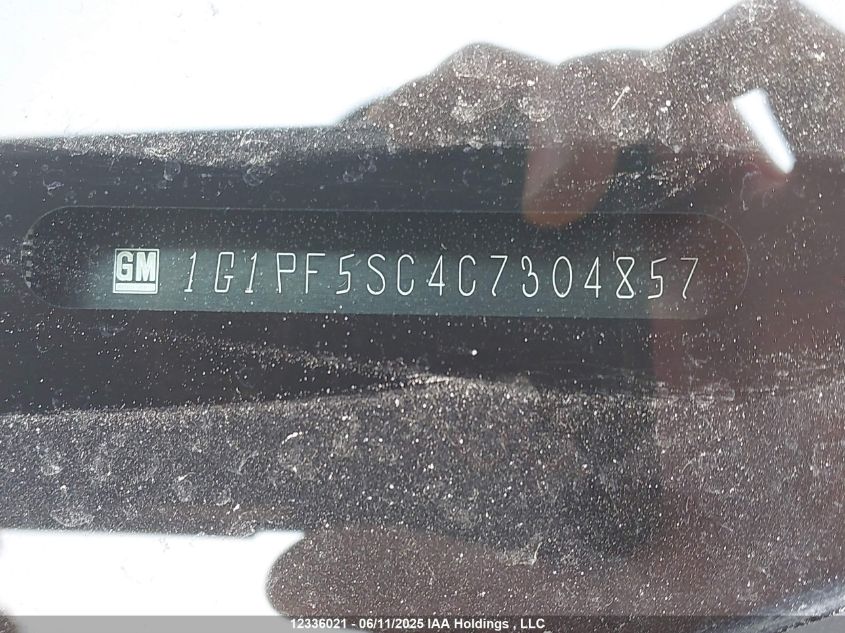 GM 1G1PF5SC4C7304857
12336021 - 06/11/2025 IAA Holdings , LLC